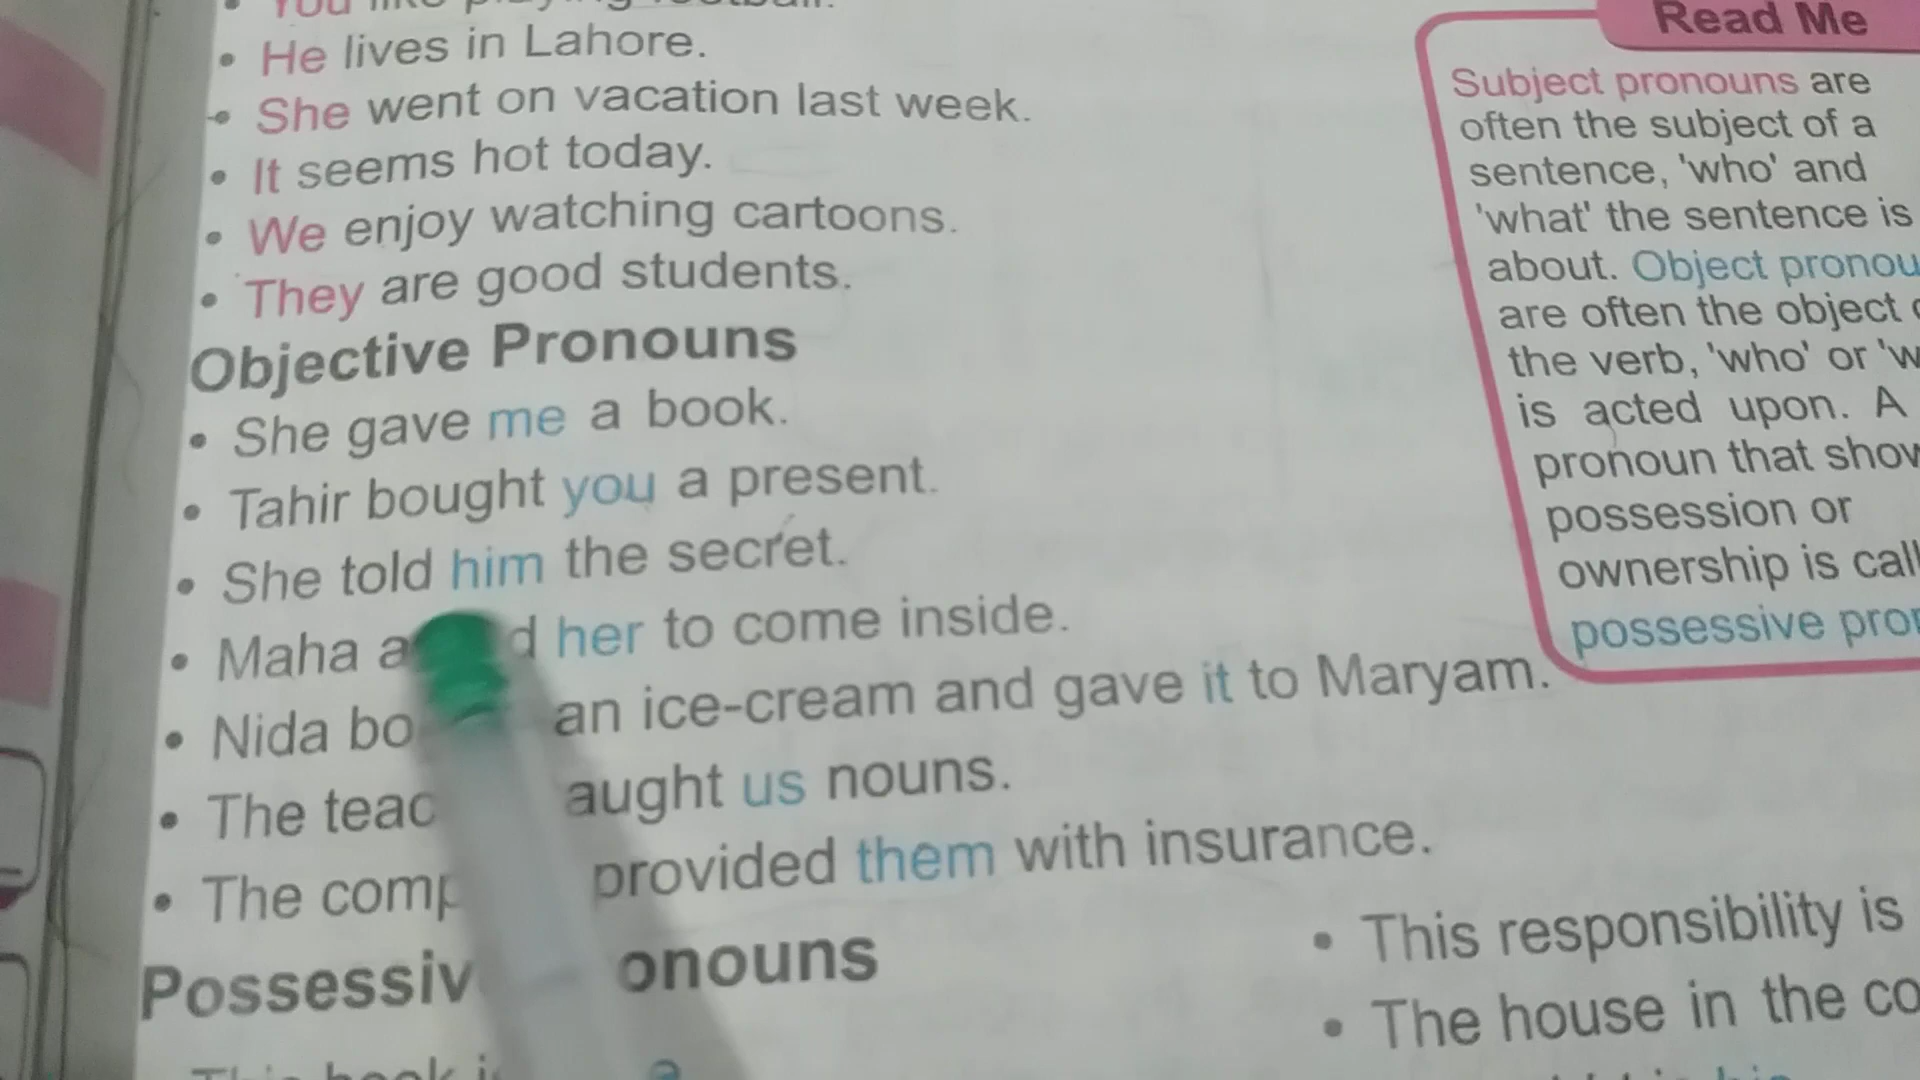 You like playing football.
• He lives in Lahore.
• She went on vacation last week.
• It seems hot today.
• We enjoy watching cartoons.
• They are good students.
Objective Pronouns
• She gave me a book.
• Tahir bought you a present.
• She told him the secret.
• Maha a d her to come inside.
• Nida bo an ice-cream and gave it to Maryam.
• The teac aught us nouns.
• The comp provided them with insurance.
Possessiv onouns
Read Me
Subject pronouns are
often the subject of a
sentence, 'who' and
'what' the sentence is
about. Object pronou
are often the object
the verb, 'who' or 'w
is acted upon. A
pronoun that show
possession or
ownership is call
possessive pro
• This responsibility is
• The house in the co